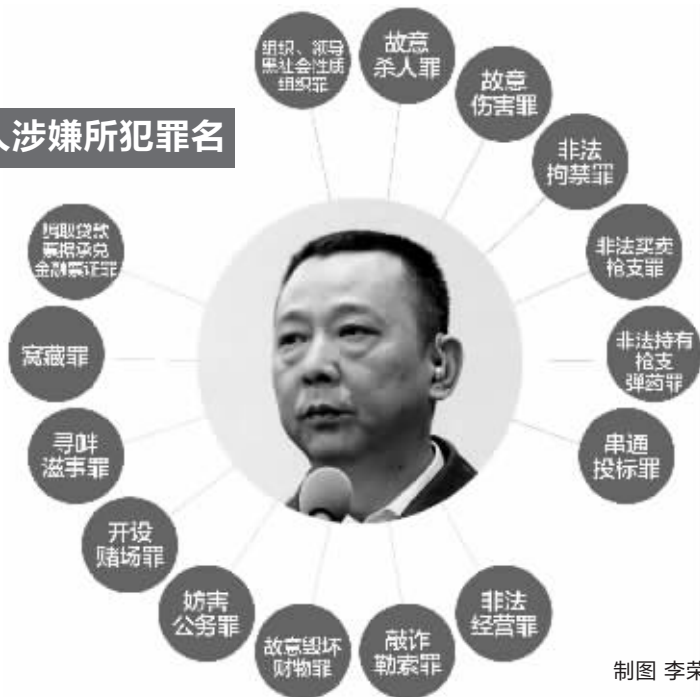 人涉嫌所犯罪名
组织、领导
黑社会性质
组织罪
故意
杀人罪
故意
伤害罪
非法
拘禁罪
非法买卖
枪支罪
非法持有
枪支
弹药罪
串通
投标罪
非法
经营罪
敲诈
勒索罪
故意毁坏
财物罪
妨害
公务罪
开设
赌场罪
寻衅
滋事罪
窝藏罪
骗取贷款
票据承兑
金融票证罪
制图 李荣